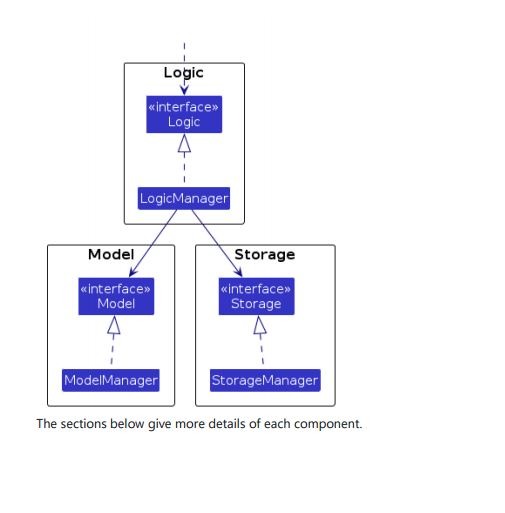 Logic
«interface»
Logic
LogicManager
Model
Storage
«interface»
Model
«interface»
Storage
ModelManager
StorageManager
The sections below give more details of each component.